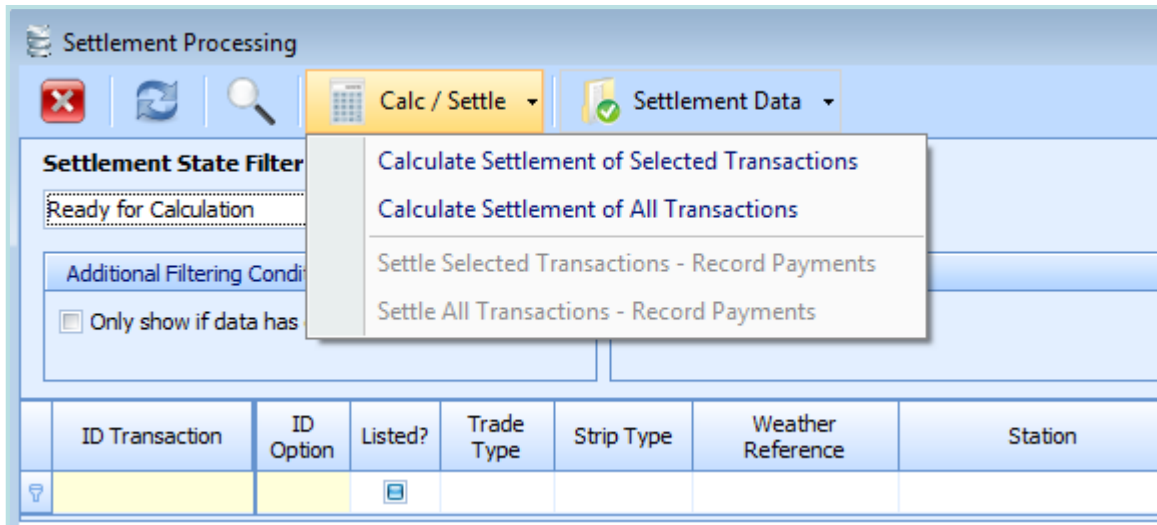 Settlement Processing
Calc / Settle
Settlement Data
Calculate Settlement of Selected Transactions
Calculate Settlement of All Transactions
Settle Selected Transactions - Record Payments
Settle All Transactions - Record Payments
Settlement State Filter
Ready for Calculation
Additional Filtering
Only show if data has
ID Transaction
ID
Option
Listed?
Trade
Type
Strip Type
Weather
Reference
Station